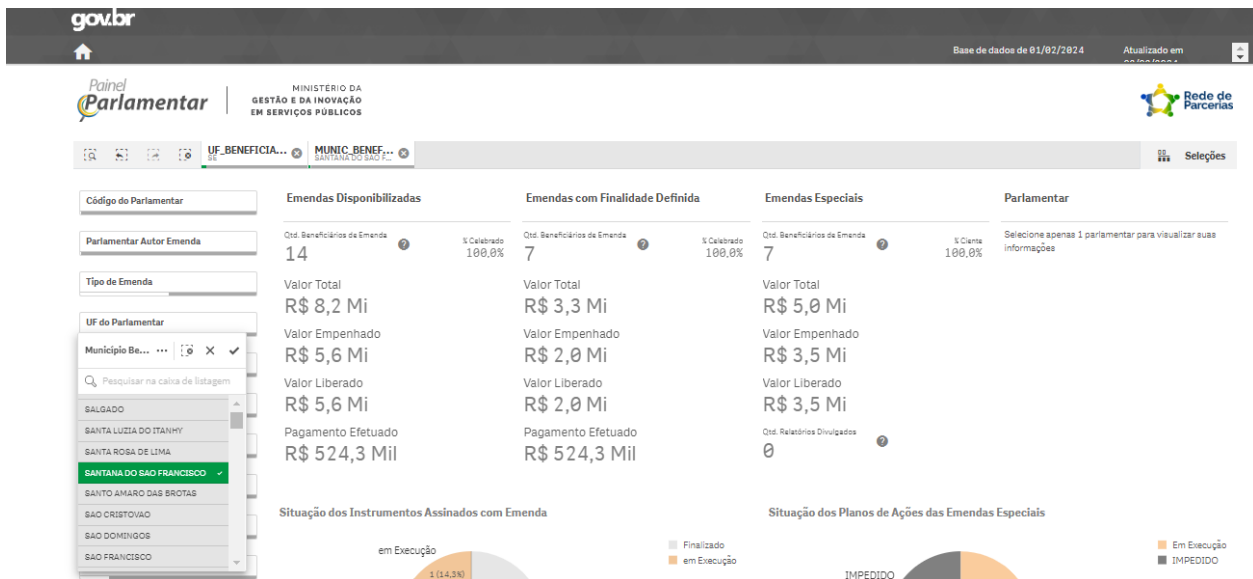 gov.br
Base de dados de 01/02/2024
Atualizado em
Painel
Parlamentar
MINISTÉRIO DA
GESTÃO E DA INOVAÇÃO
EM SERVIÇOS PÚBLICOS
Rede de
Parcerias
UF_BENEFICIA...
SE
MUNIC_BENEF...
SANTANA DO SAO F...
Seleções
Código do Parlamentar
Parlamentar Autor Emenda
Tipo de Emenda
UF do Parlamentar
Município Be... ...
Pesquisar na caixa de listagem
SALGADO
SANTA LUZIA DO ITANHY
SANTA ROSA DE LIMA
SANTANA DO SAO FRANCISCO
SANTO AMARO DAS BROTAS
SAO CRISTOVAO
SAO DOMINGOS
SAO FRANCISCO
Emendas Disponibilizadas
Qtd. Beneficiários de Emenda
14
% Celebrado
100,0%
Valor Total
R$ 8,2 Mi
Valor Empenhado
R$ 5,6 Mi
Valor Liberado
R$ 5,6 Mi
Pagamento Efetuado
R$ 524,3 Mil
Emendas com Finalidade Definida
Qtd. Beneficiários de Emenda
7
% Celebrado
100,0%
Valor Total
R$ 3,3 Mi
Valor Empenhado
R$ 2,0 Mi
Valor Liberado
R$ 2,0 Mi
Pagamento Efetuado
R$ 524,3 Mil
Emendas Especiais
Qtd. Beneficiários de Emenda
7
% Ciente
100,0%
Valor Total
R$ 5,0 Mi
Valor Empenhado
R$ 3,5 Mi
Valor Liberado
R$ 3,5 Mi
Qtd. Relatórios Divulgados
0
Parlamentar
Selecione apenas 1 parlamentar para visualizar suas
informações
Situação dos Instrumentos Assinados com Emenda
em Execução
1 (14,3%)
Finalizado
em Execução
Situação dos Planos de Ações das Emendas Especiais
IMPEDIDO
Em Execução
IMPEDIDO